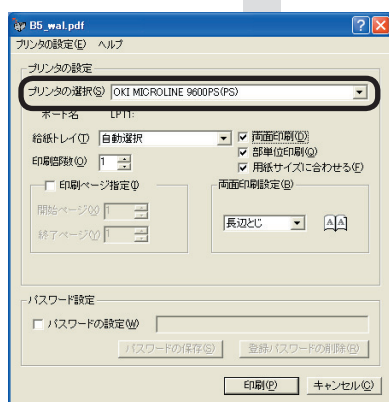 B5_wal.pdf
プリンタの設定(E) ヘルプ
プリンタの設定
プリンタの選択(S) OKI MICROLINE 9600PS(PS)
ポート名 LPT1:
給紙トレイ(T) 自動選択 両面印刷(D)
部単位印刷(Q)
印刷部数(O) 1 用紙サイズに合わせる(F)
印刷ページ指定(I) 両面印刷設定(B)
開始ページ(X) 1
長辺とじ
終了ページ(Y) 1
パスワード設定
パスワードの設定(W)
パスワードの保存(G) 登録パスワードの削除(R)
印刷(P) キャンセル(C)